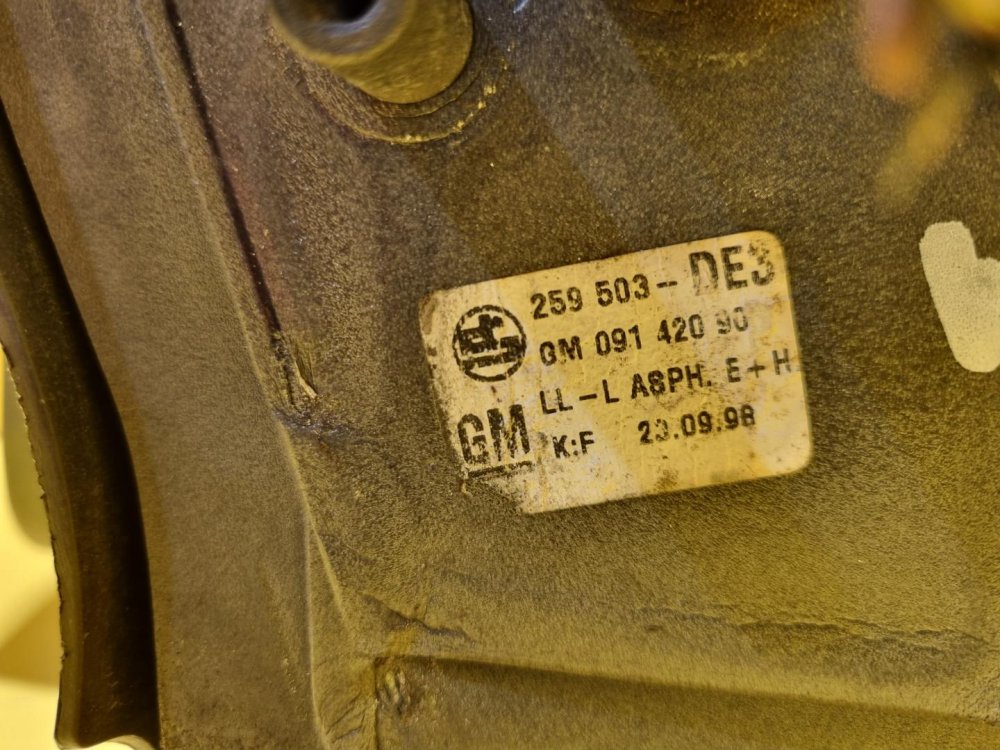 259 503 - DE3
GM 091 420 90
LL - L ASPH. E + H
GM
K:F 23.09.98